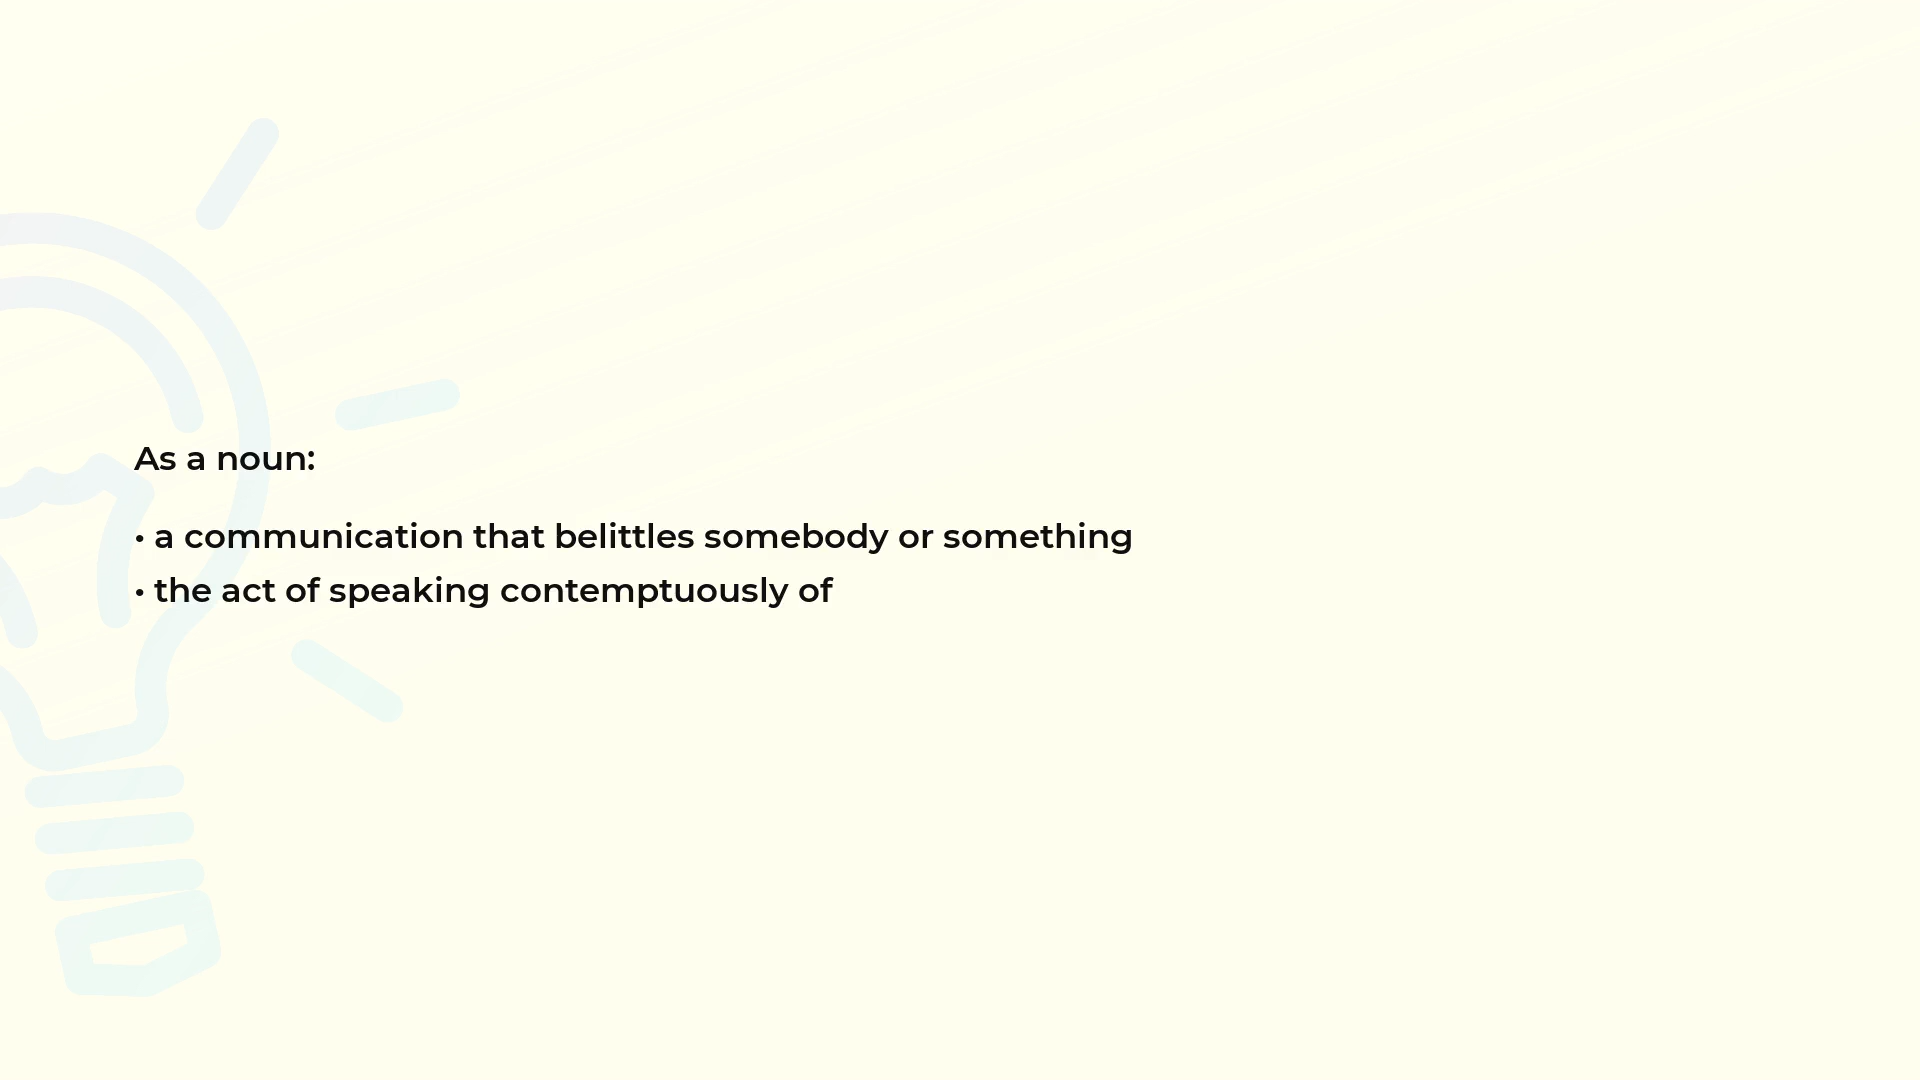 As a noun:
• a communication that belittles somebody or something
• the act of speaking contemptuously of